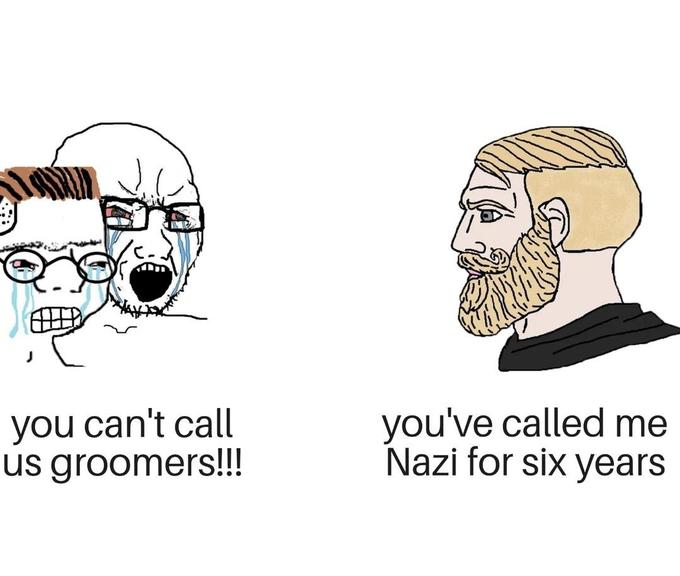 you can't call
us groomers!!!
you've called me
Nazi for six years